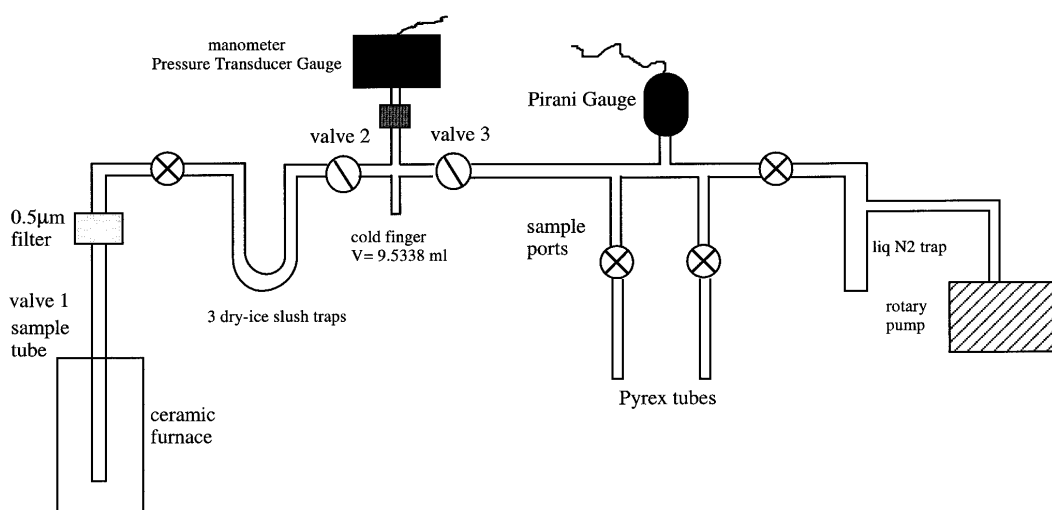 manometer
Pressure Transducer Gauge
Pirani Gauge
valve 2
valve 3
0.5μm
filter
cold finger
V= 9.5338 ml
sample
ports
liq N2 trap
valve 1
sample
tube
3 dry-ice slush traps
rotary
pump
Pyrex tubes
ceramic
furnace